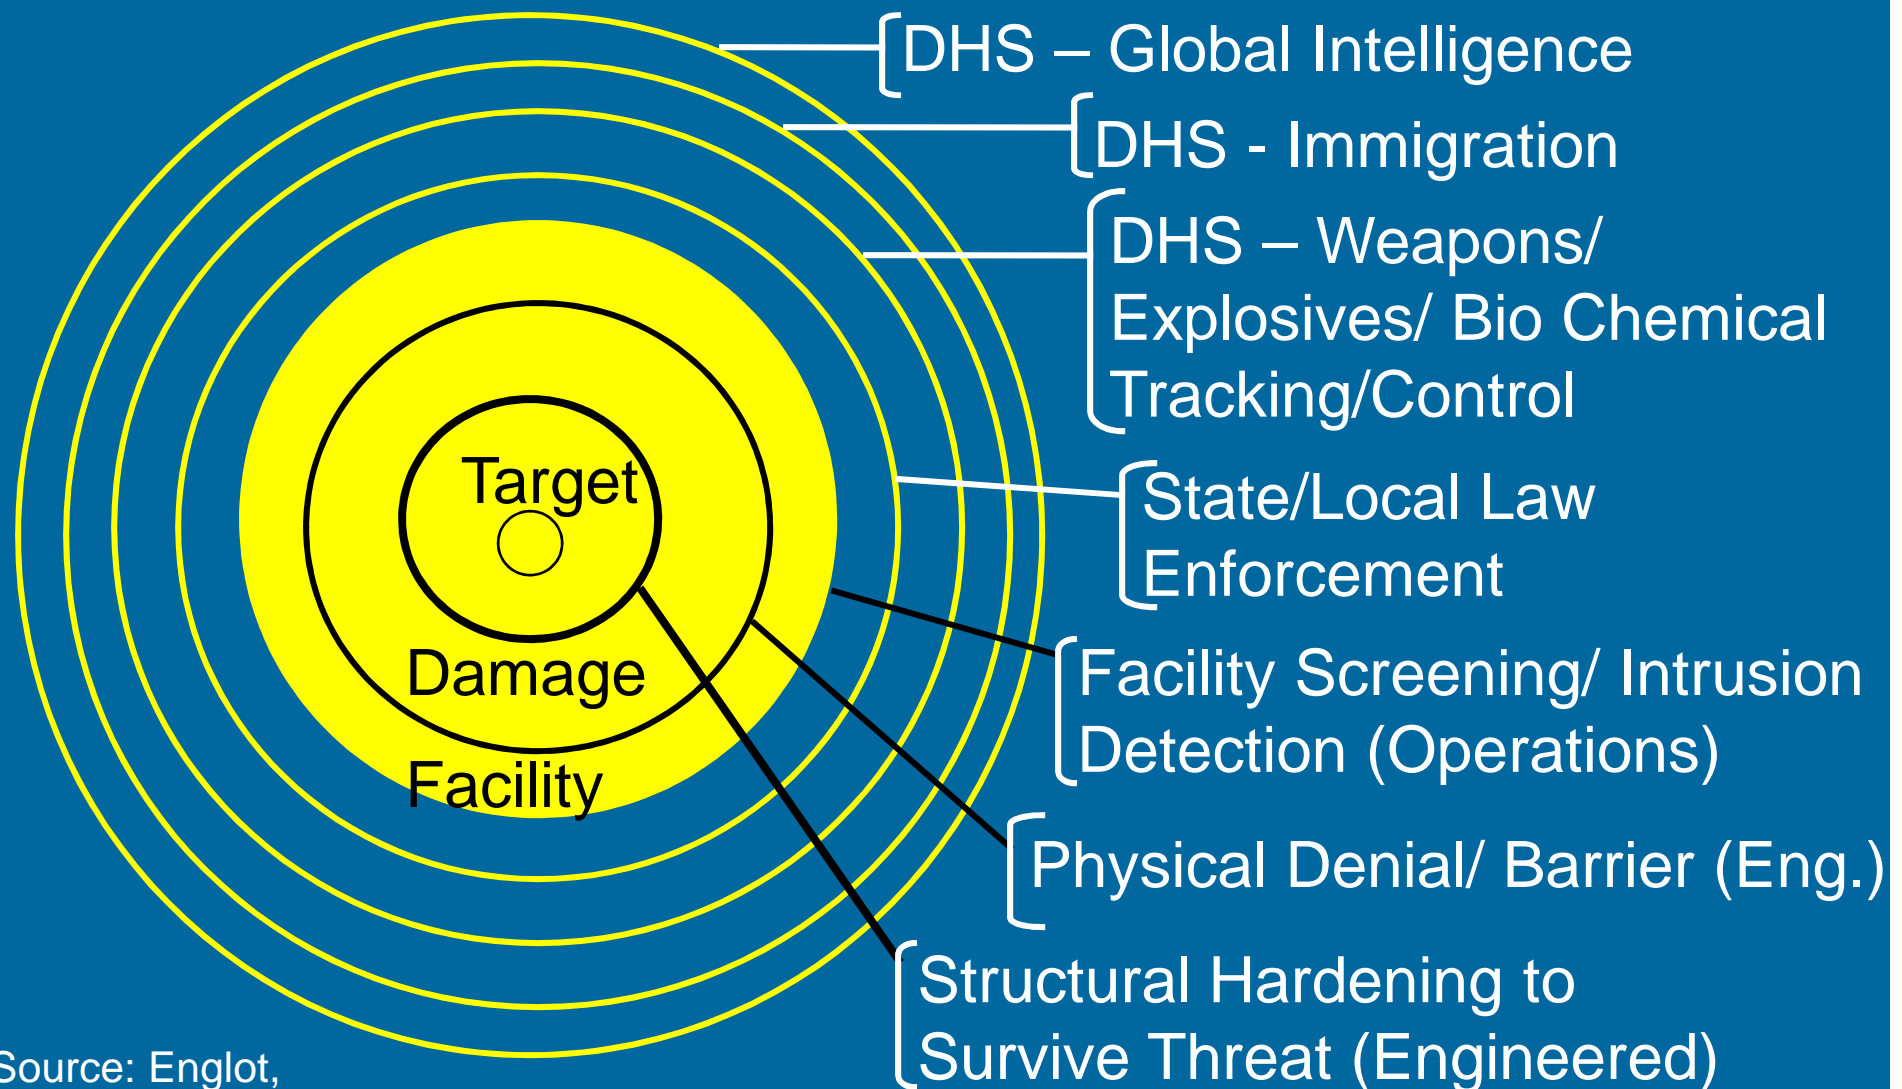 DHS – Global Intelligence
DHS - Immigration
DHS – Weapons/
Explosives/ Bio Chemical
Tracking/Control
State/Local Law
Enforcement
Facility Screening/ Intrusion
Detection (Operations)
Physical Denial/ Barrier (Eng.)
Structural Hardening to
Survive Threat (Engineered)
Target
Damage
Facility
Source: Englot,